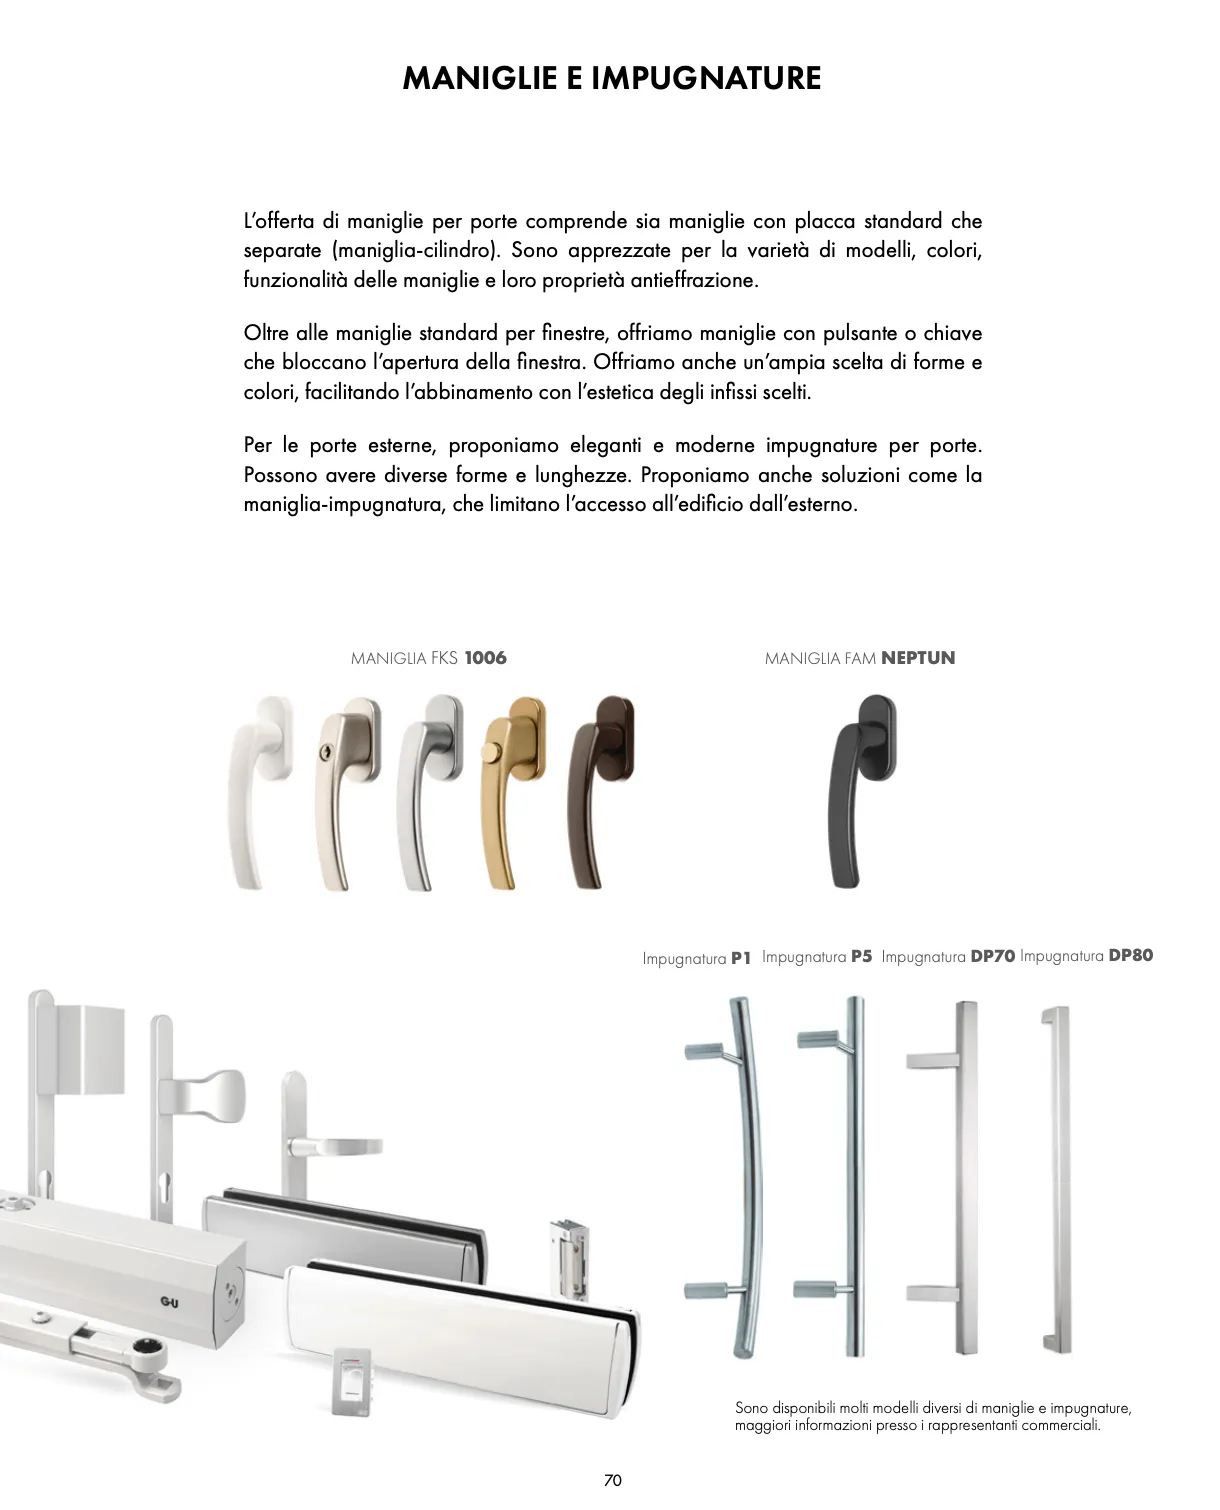 MANIGLIE E IMPUGNATURE
L’offerta di maniglie per porte comprende sia maniglie con placca standard che
separate (maniglia-cilindro). Sono apprezzate per la varietà di modelli, colori,
funzionalità delle maniglie e loro proprietà antieffrazione.
Oltre alle maniglie standard per finestre, offriamo maniglie con pulsante o chiave
che bloccano l’apertura della finestra. Offriamo anche un’ampia scelta di forme e
colori, facilitando l’abbinamento con l’estetica degli infissi scelti.
Per le porte esterne, proponiamo eleganti e moderne impugnature per porte.
Possono avere diverse forme e lunghezze. Proponiamo anche soluzioni come la
maniglia-impugnatura, che limitano l’accesso all’edificio dall’esterno.
MANIGLIA FKS 1006
MANIGLIA FAM NEPTUN
Impugnatura P1 Impugnatura P5 Impugnatura DP70 Impugnatura DP80
G-U
Sono disponibili molti modelli diversi di maniglie e impugnature,
maggiori informazioni presso i rappresentanti commerciali.
70